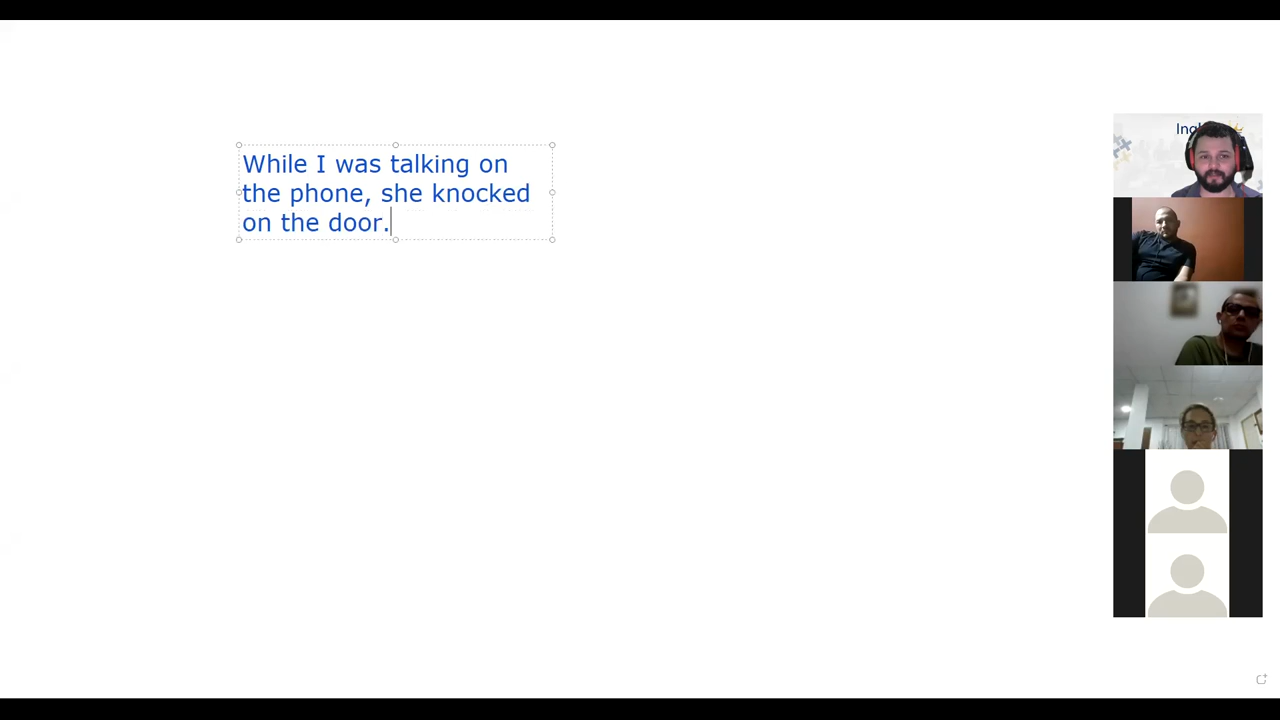 While I was talking on
the phone, she knocked
on the door.